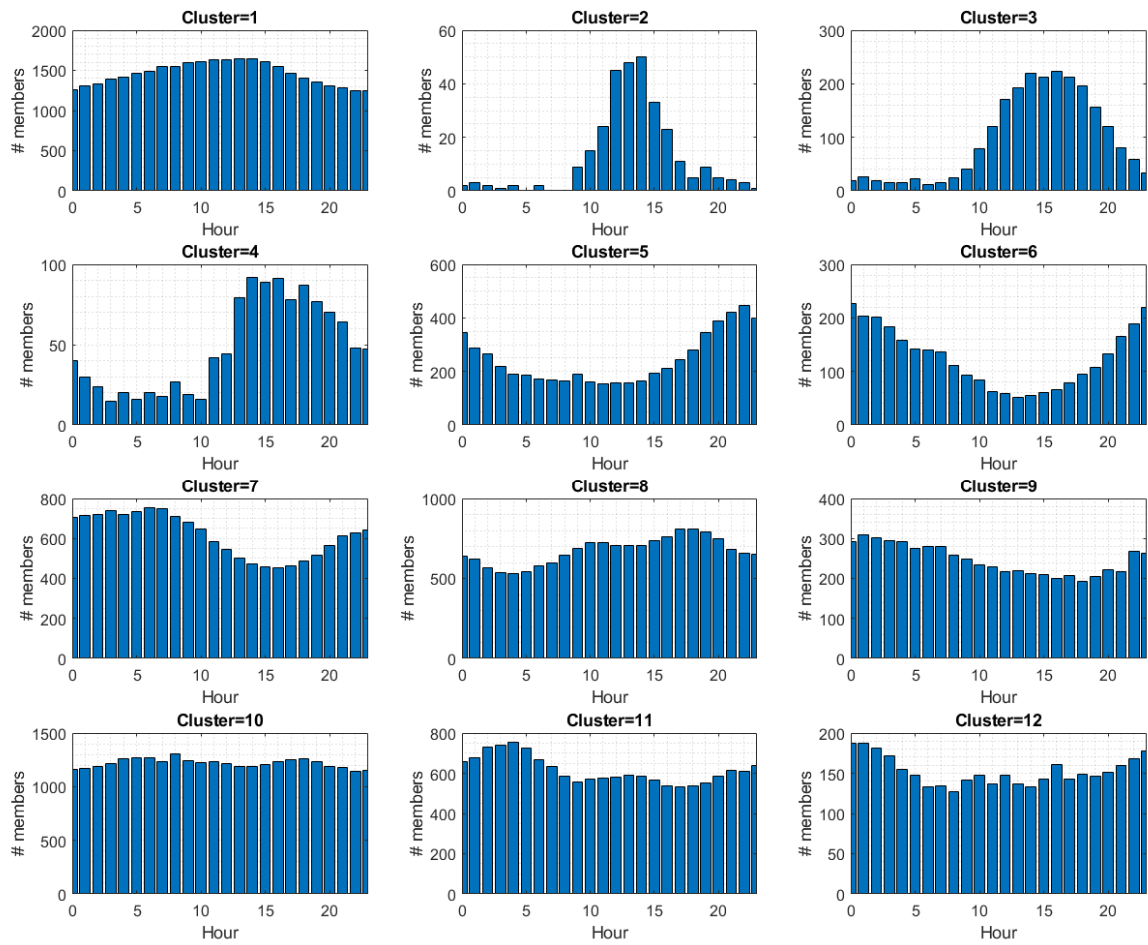 Cluster=1
2000
1500
1000
500
0
# members
0 5 10 15 20
Hour
Cluster=2
60
40
20
0
# members
0 5 10 15 20
Hour
Cluster=3
300
200
100
0
# members
0 5 10 15 20
Hour
Cluster=4
100
50
0
# members
0 5 10 15 20
Hour
Cluster=5
600
400
200
0
# members
0 5 10 15 20
Hour
Cluster=6
300
200
100
0
# members
0 5 10 15 20
Hour
Cluster=7
800
600
400
200
0
# members
0 5 10 15 20
Hour
Cluster=8
1000
500
0
# members
0 5 10 15 20
Hour
Cluster=9
400
300
200
100
0
# members
0 5 10 15 20
Hour
Cluster=10
1500
1000
500
0
# members
0 5 10 15 20
Hour
Cluster=11
800
600
400
200
0
# members
0 5 10 15 20
Hour
Cluster=12
200
150
100
50
0
# members
0 5 10 15 20
Hour